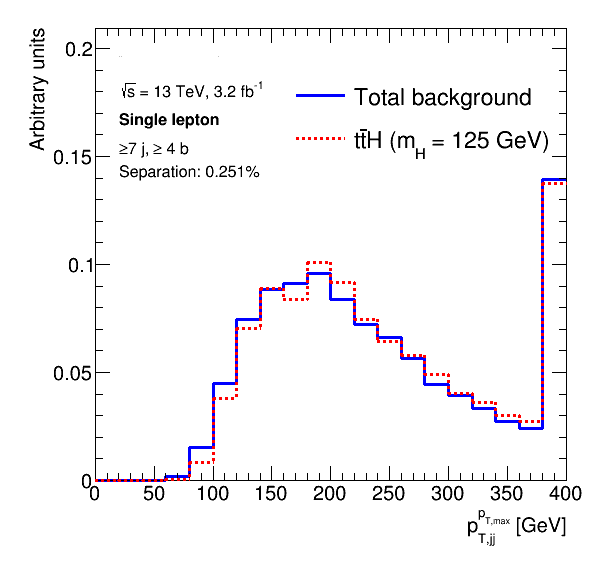 Arbitrary units
0.2
0.15
0.1
0.05
0
√s = 13 TeV, 3.2 fb⁻¹
Single lepton
≥7 j, ≥ 4 b
Separation: 0.251%
Total background
tt̄H (m_H = 125 GeV)
0 50 100 150 200 250 300 350 400
p_{T,jj}^{p_{T,max}} [GeV]